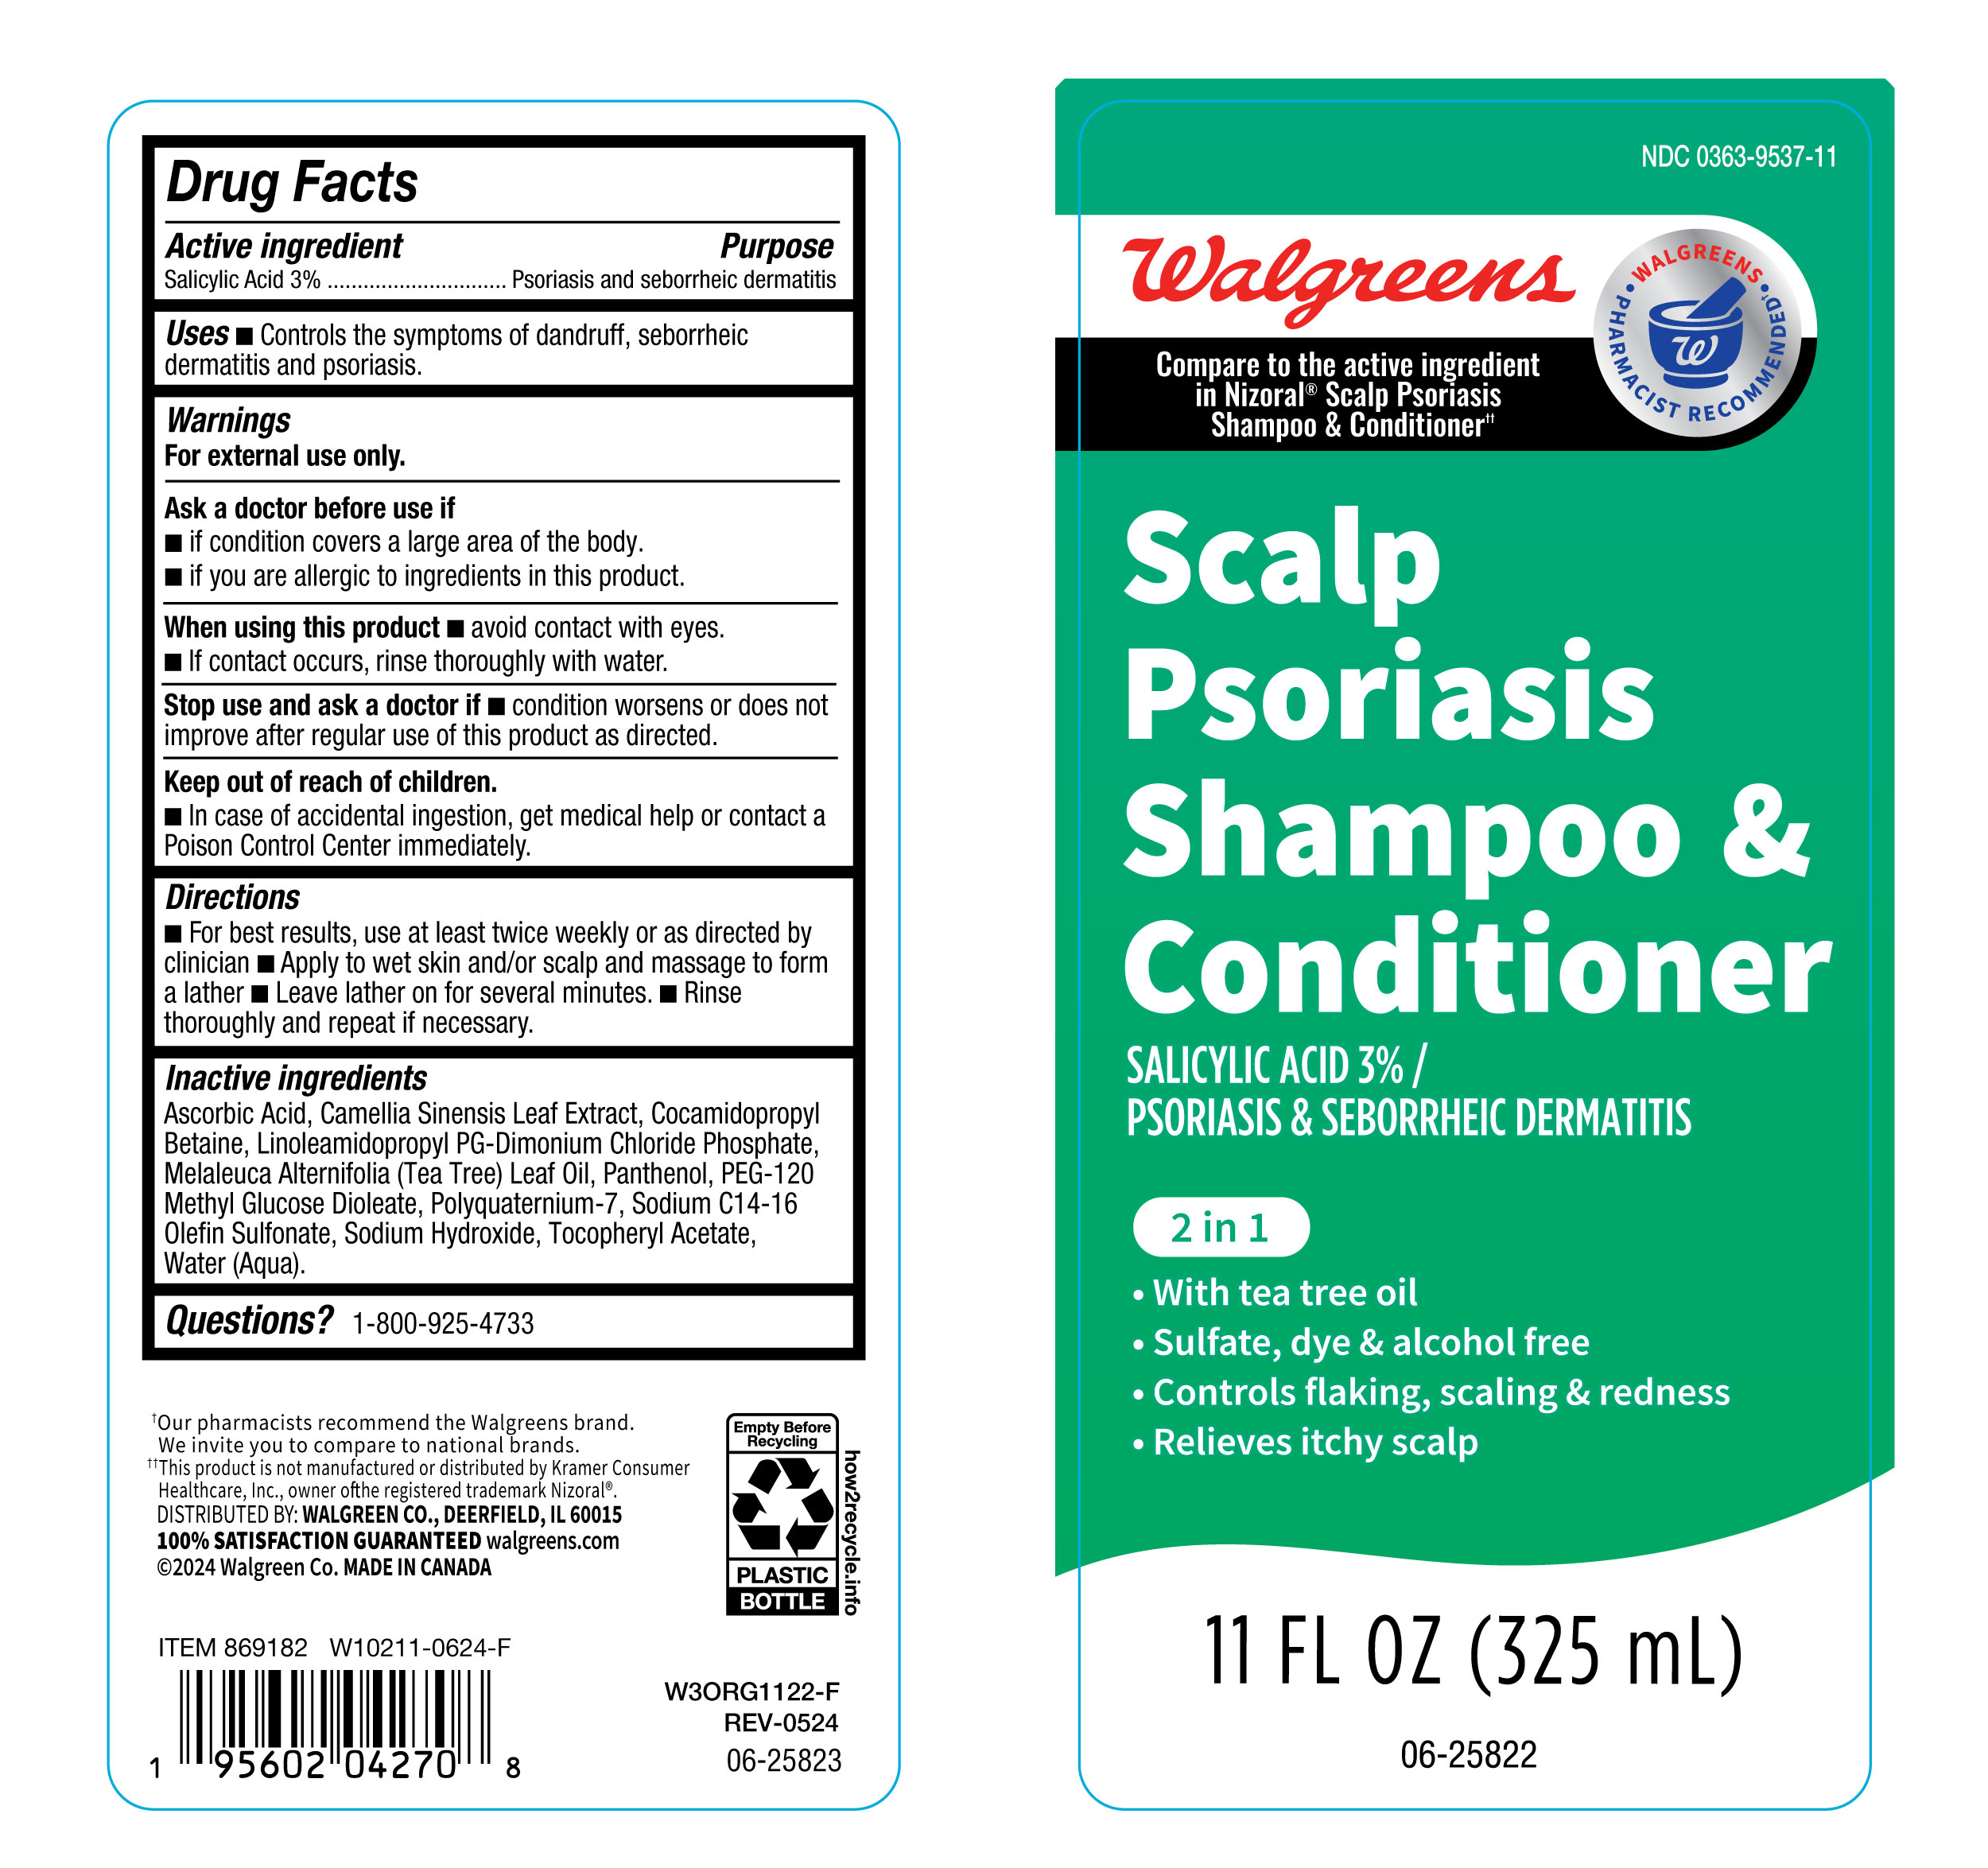 Drug Facts
Active ingredient Purpose
Salicylic Acid 3% .............................. Psoriasis and seborrheic dermatitis
Uses ■ Controls the symptoms of dandruff, seborrheic
dermatitis and psoriasis.
Warnings
For external use only.
Ask a doctor before use if
■ if condition covers a large area of the body.
■ if you are allergic to ingredients in this product.
When using this product ■ avoid contact with eyes.
■ If contact occurs, rinse thoroughly with water.
Stop use and ask a doctor if ■ condition worsens or does not
improve after regular use of this product as directed.
Keep out of reach of children.
■ In case of accidental ingestion, get medical help or contact a
Poison Control Center immediately.
Directions
■ For best results, use at least twice weekly or as directed by
clinician ■ Apply to wet skin and/or scalp and massage to form
a lather ■ Leave lather on for several minutes. ■ Rinse
thoroughly and repeat if necessary.
Inactive ingredients
Ascorbic Acid, Camellia Sinensis Leaf Extract, Cocamidopropyl
Betaine, Linoleamidopropyl PG-Dimonium Chloride Phosphate,
Melaleuca Alternifolia (Tea Tree) Leaf Oil, Panthenol, PEG-120
Methyl Glucose Dioleate, Polyquaternium-7, Sodium C14-16
Olefin Sulfonate, Sodium Hydroxide, Tocopheryl Acetate,
Water (Aqua).
Questions? 1-800-925-4733
†Our pharmacists recommend the Walgreens brand.
We invite you to compare to national brands.
††This product is not manufactured or distributed by Kramer Consumer
Healthcare, Inc., owner ofthe registered trademark Nizoral®.
DISTRIBUTED BY: WALGREEN CO., DEERFIELD, IL 60015
100% SATISFACTION GUARANTEED walgreens.com
©2024 Walgreen Co. MADE IN CANADA
Empty Before
Recycling
PLASTIC
BOTTLE
how2recycle.info
ITEM 869182 W10211-0624-F
1 95602 04270 8
W3ORG1122-F
REV-0524
06-25823
NDC 0363-9537-11
Walgreens
• WALGREENS •
PHARMACIST RECOMMENDED†
W
Compare to the active ingredient
in Nizoral® Scalp Psoriasis
Shampoo & Conditioner††
Scalp
Psoriasis
Shampoo &
Conditioner
SALICYLIC ACID 3% /
PSORIASIS & SEBORRHEIC DERMATITIS
2 in 1
• With tea tree oil
• Sulfate, dye & alcohol free
• Controls flaking, scaling & redness
• Relieves itchy scalp
11 FL OZ (325 mL)
06-25822